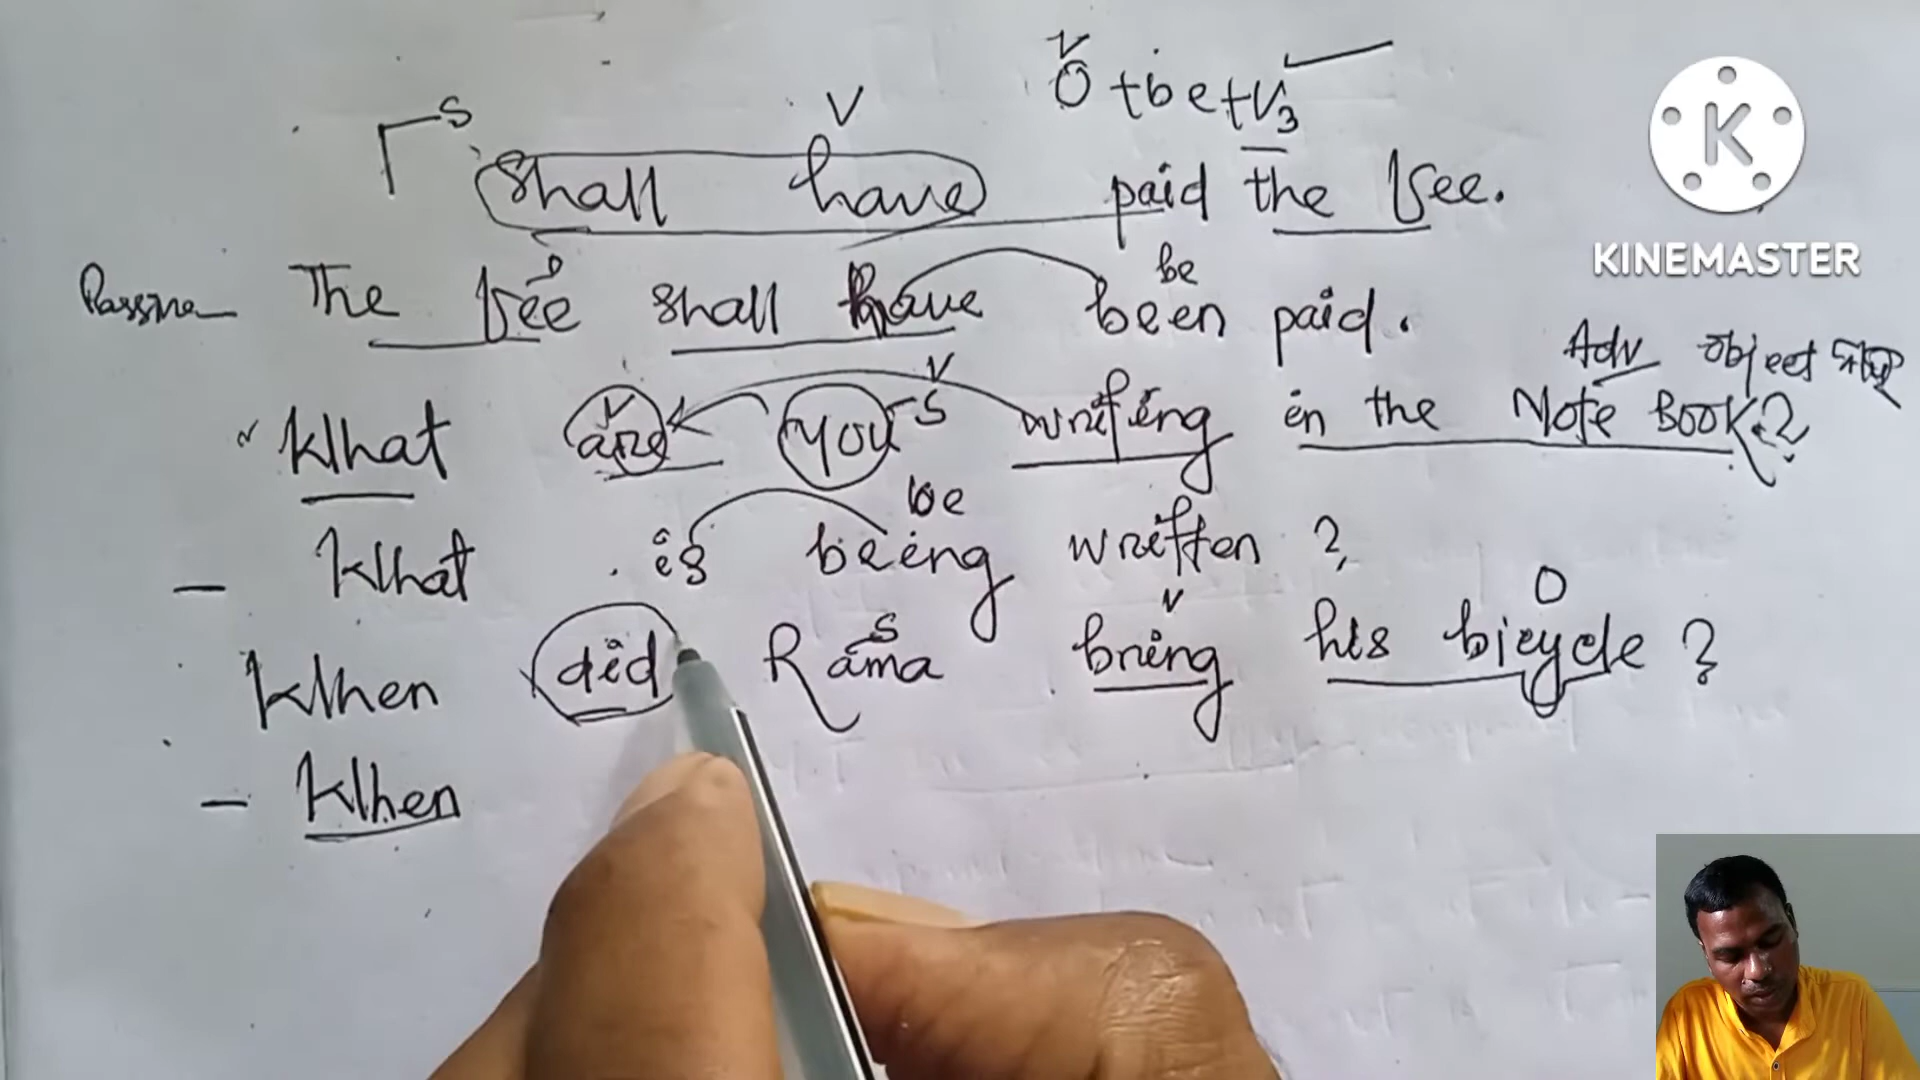 O + be + V3
S V
I shall have paid the fee.
KINEMASTER
O be
Passive The fee shall have been paid.
Adv object
V S V
What are you writing in the Note Book?
be
– What is being written?
S V O
When did Rama bring his bicycle?
– When